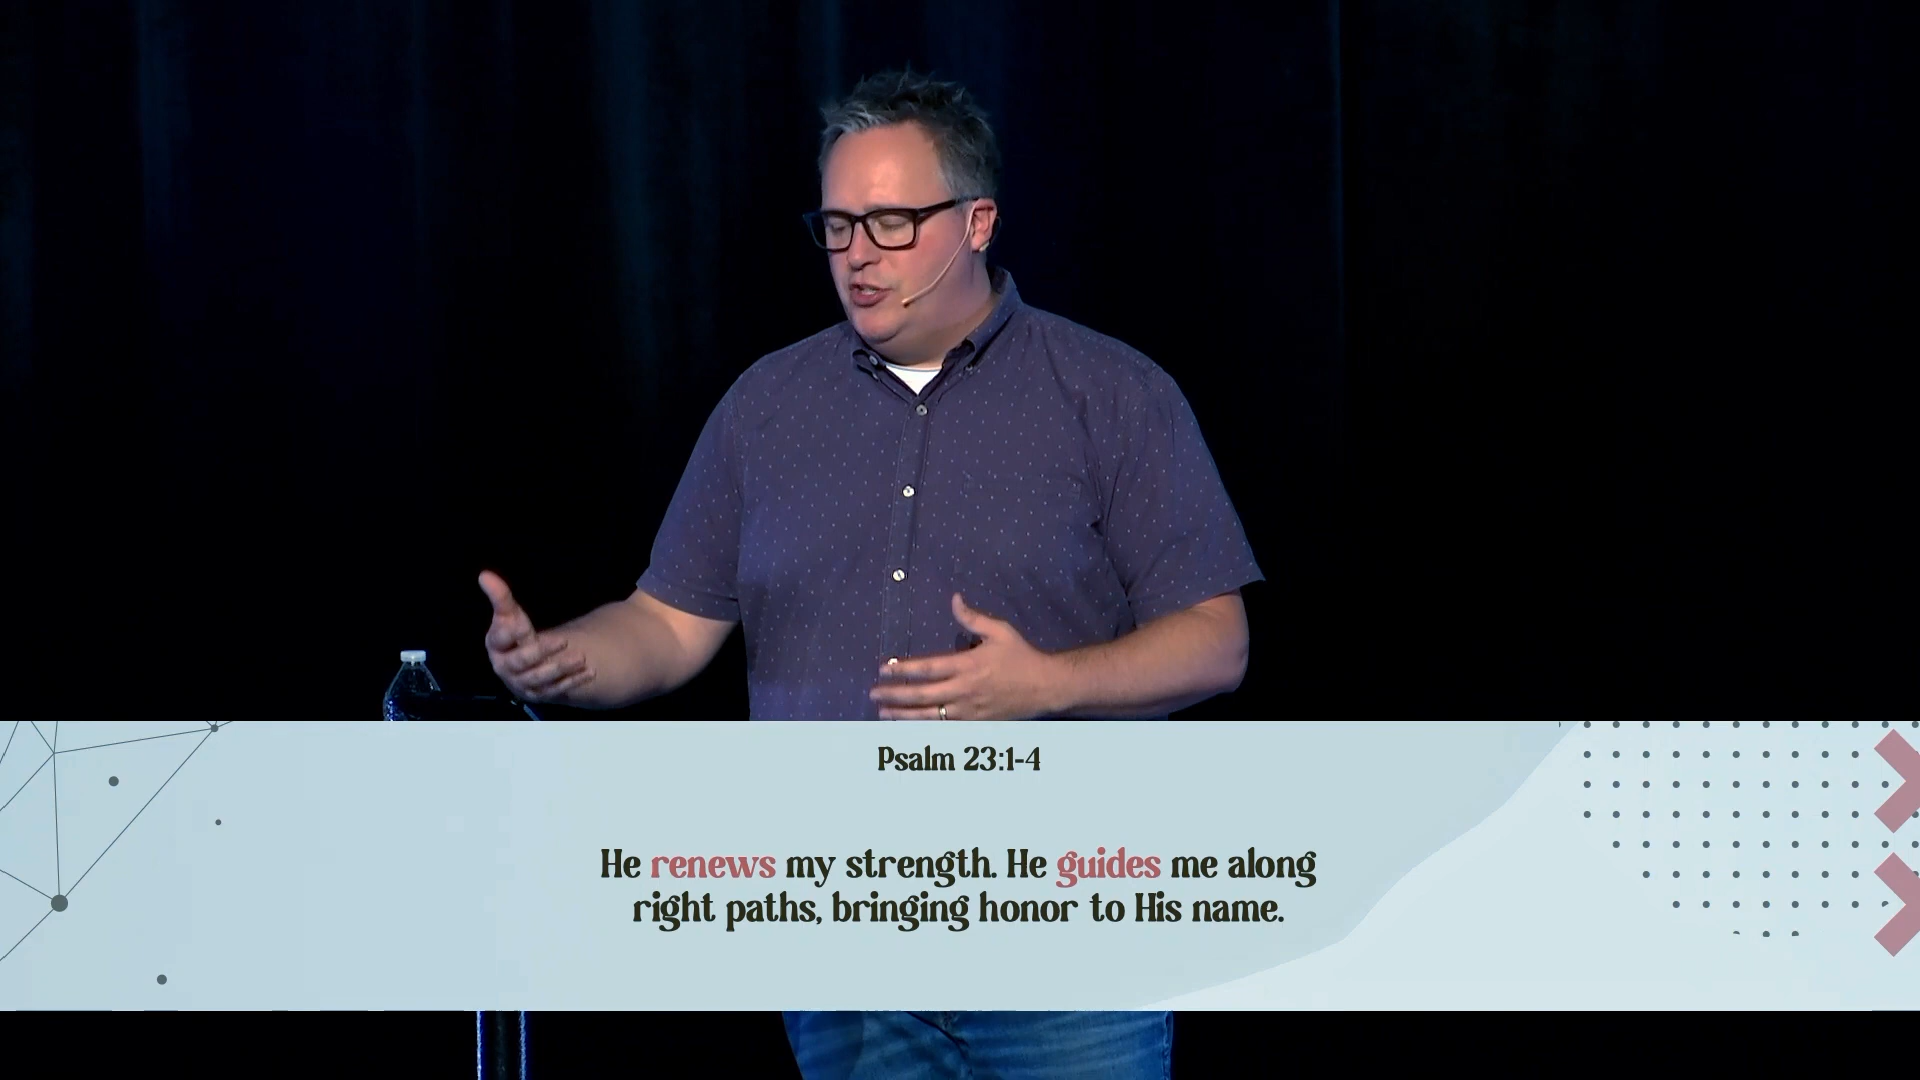 Psalm 23:1-4
He renews my strength. He guides me along
right paths, bringing honor to His name.